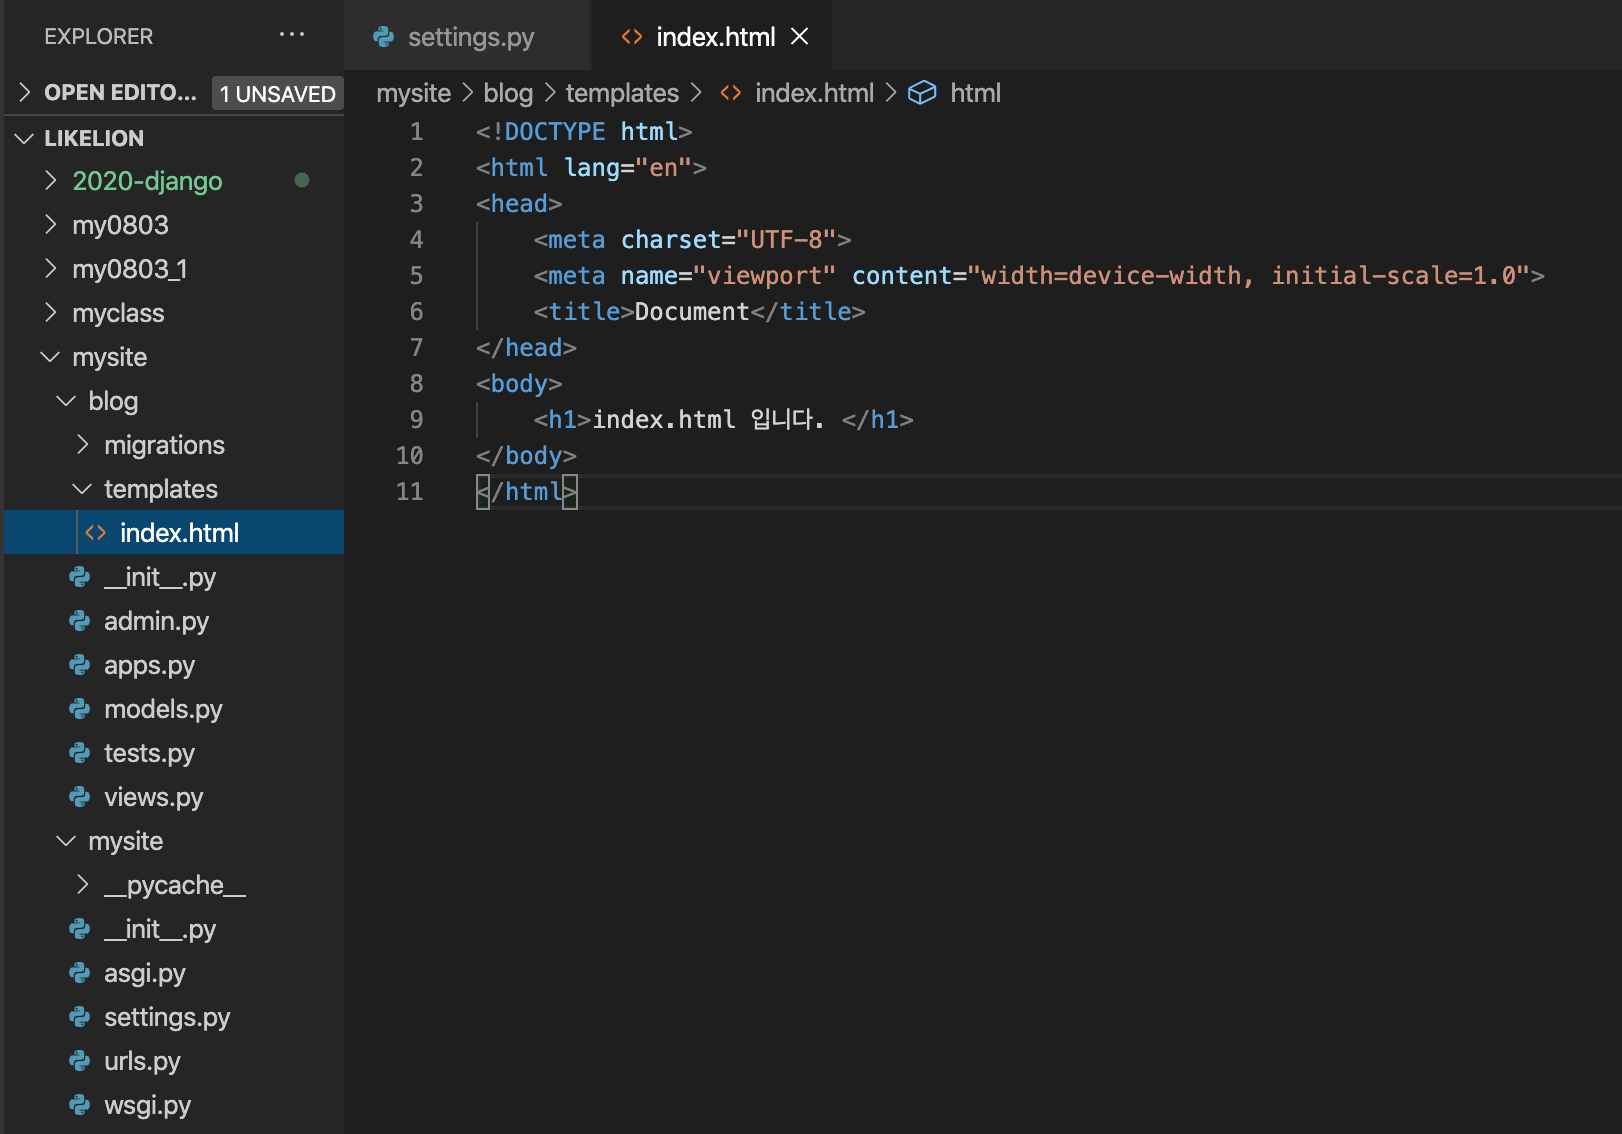 EXPLORER ...
OPEN EDITO... 1 UNSAVED
LIKELION
2020-django
my0803
my0803_1
myclass
mysite
blog
migrations
templates
index.html
__init__.py
admin.py
apps.py
models.py
tests.py
views.py
mysite
__pycache__
__init__.py
asgi.py
settings.py
urls.py
wsgi.py
settings.py index.html
mysite > blog > templates > <> index.html > html
1 <!DOCTYPE html>
2 <html lang="en">
3 <head>
4     <meta charset="UTF-8">
5     <meta name="viewport" content="width=device-width, initial-scale=1.0">
6     <title>Document</title>
7 </head>
8 <body>
9     <h1>index.html 입니다. </h1>
10 </body>
11 </html>